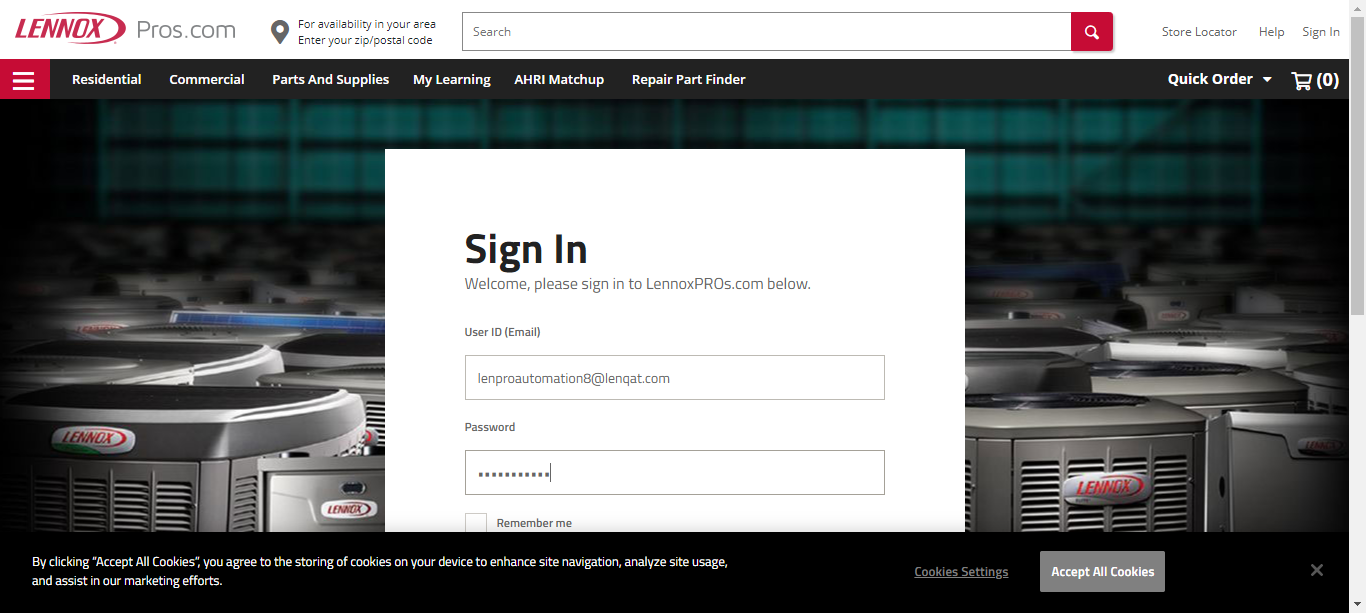 LENNOX Pros.com
For availability in your area
Enter your zip/postal code
Search
Store Locator
Help
Sign In
Residential
Commercial
Parts And Supplies
My Learning
AHRI Matchup
Repair Part Finder
Quick Order
(0)
Sign In
Welcome, please sign in to LennoxPROs.com below.
User ID (Email)
lenproautomation8@lenqat.com
Password
Remember me
LENNOX
LENNOX
LENNOX
LENNOX
By clicking “Accept All Cookies”, you agree to the storing of cookies on your device to enhance site navigation, analyze site usage,
and assist in our marketing efforts.
Cookies Settings
Accept All Cookies